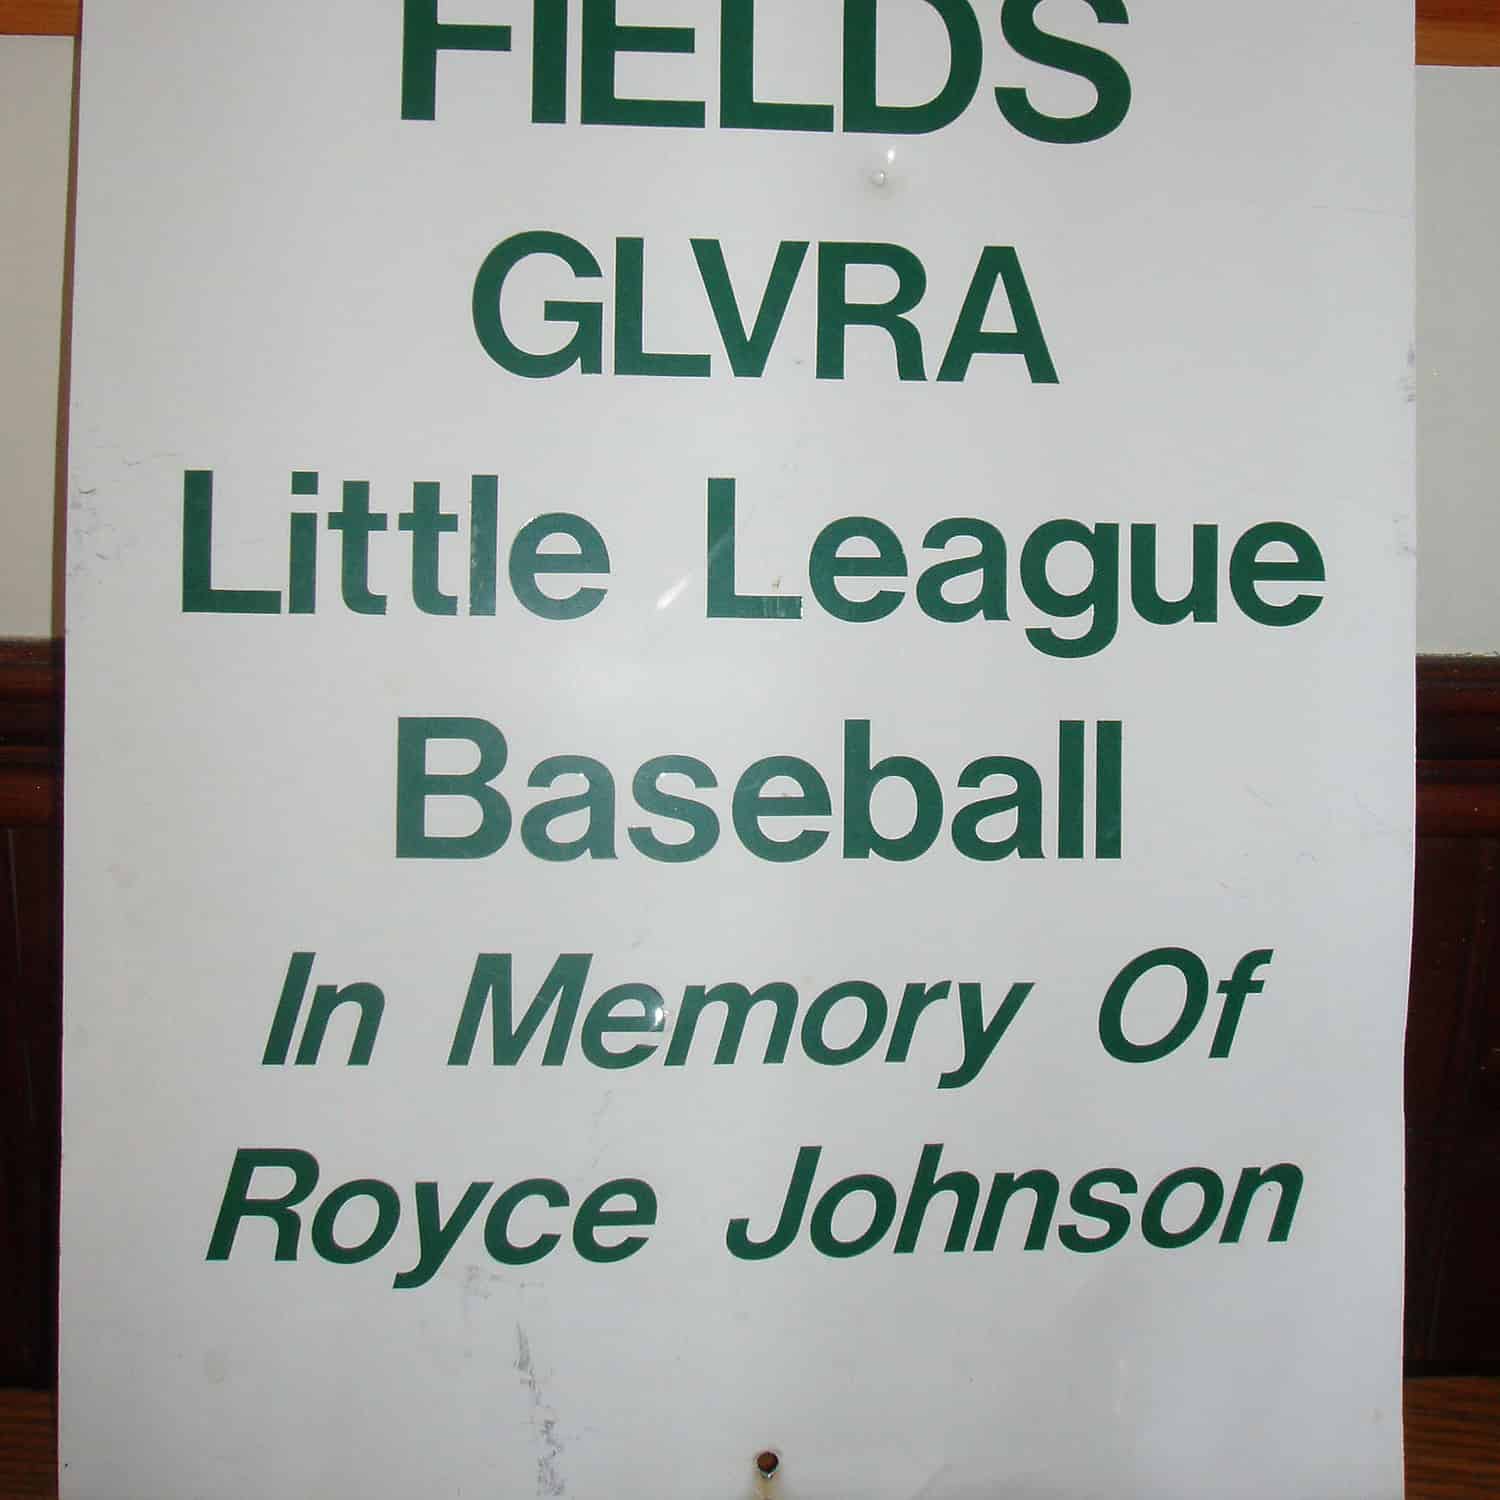 FIELDS
GLVRA
Little League
Baseball
In Memory Of
Royce Johnson